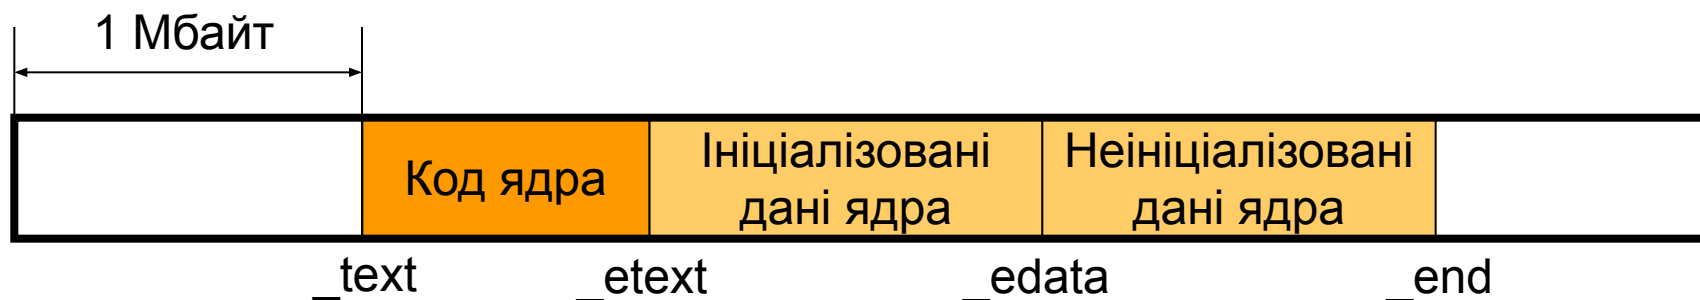 1 Мбайт
Код ядра
Ініціалізовані
дані ядра
Неініціалізовані
дані ядра
_text
_etext
_edata
_end